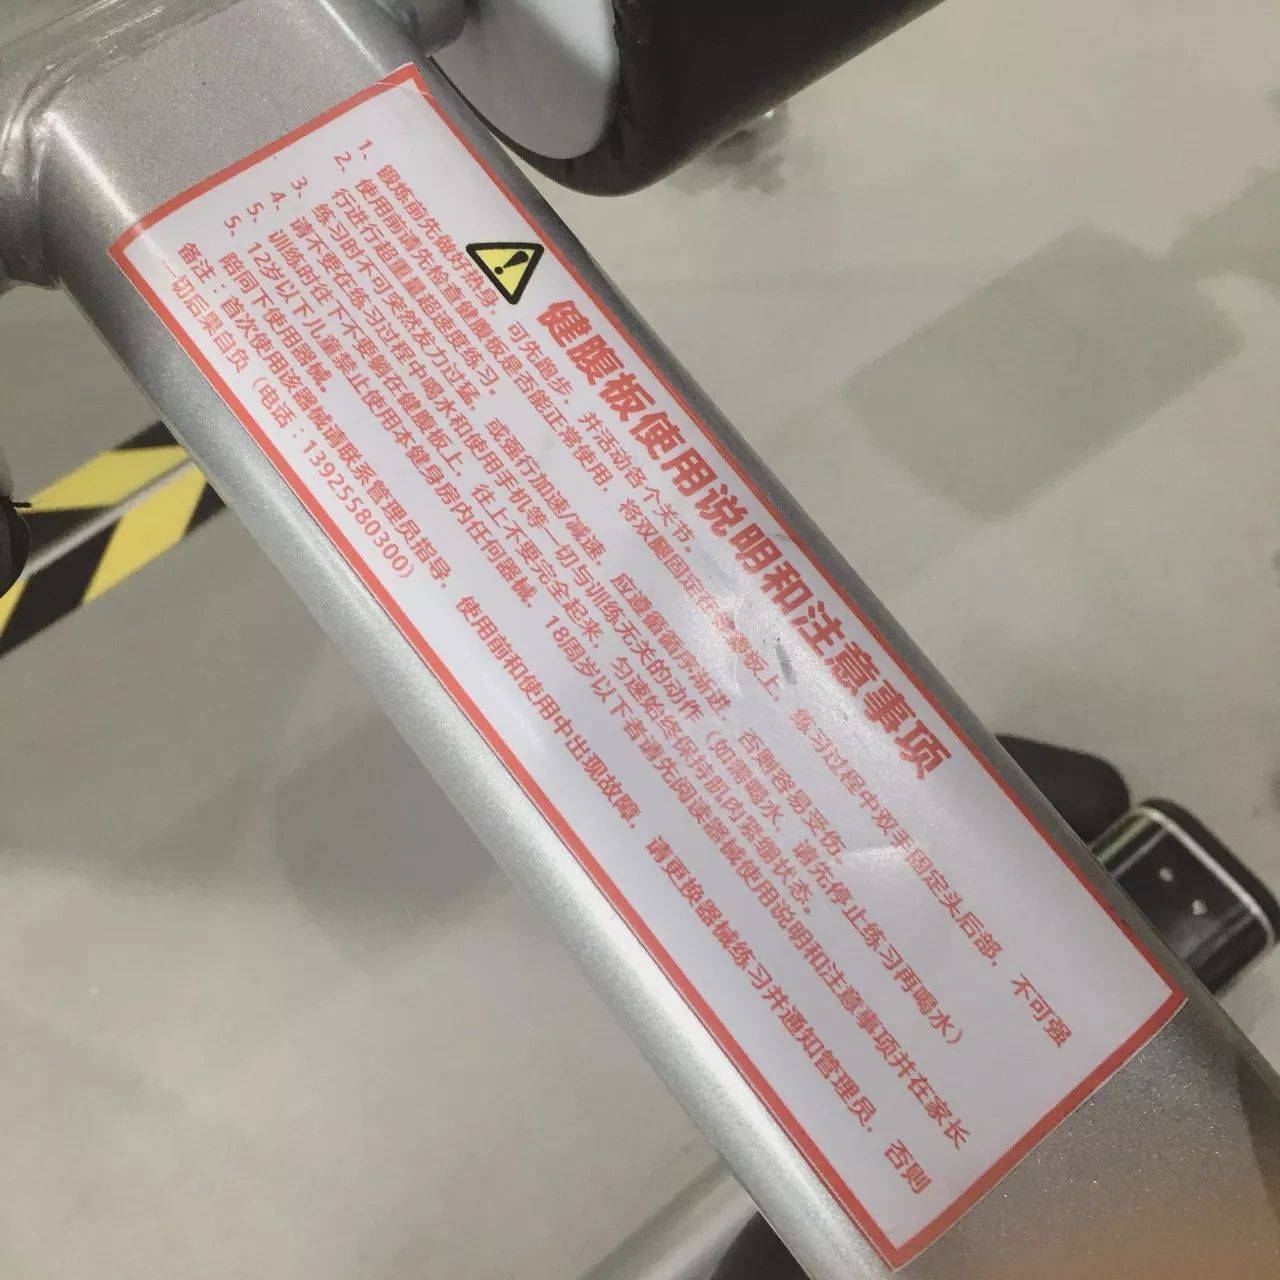 健腹板使用说明和注意事项
1、锻炼前先做好热身，可先跑步，并活动各个关节。
2、使用前请先检查健腹板是否能正常使用，将双腿固定在板上，练习过程中双手固定头后部，不可强
行进行超重量超速度练习。
3、练习时不可突然发力过猛，或强行加速/减速，应遵循循序渐进，否则容易受伤。
4、请不要在练习过程中喝水和使用手机等一切与训练无关的动作（如需喝水，请先停止练习再喝水）
5、训练时往下不要躺在健腹板上，往上不要完全起来，匀速始终保持肌肉紧缩状态。
5、12岁以下儿童禁止使用本健身房内任何器械，18周岁以下者请先阅读器械使用说明和注意事项并在家长
陪同下使用器械。
备注：首次使用该器械请联系管理员指导，使用前和使用中出现故障，请更换器械练习并通知管理员，否则
一切后果自负（电话：13925580300）